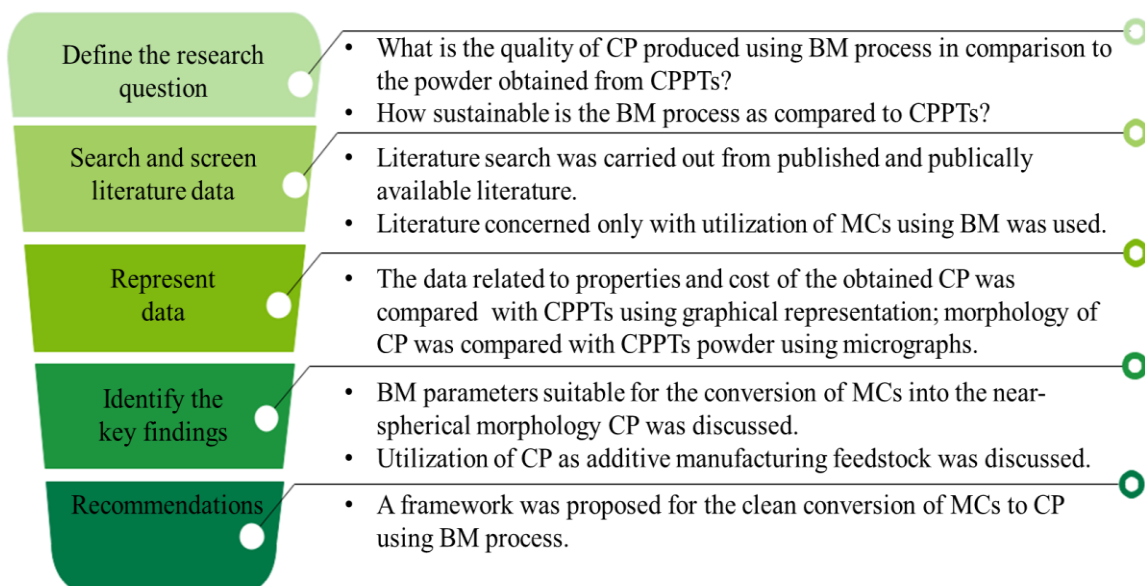 Define the research
question
• What is the quality of CP produced using BM process in comparison to
the powder obtained from CPPTs?
• How sustainable is the BM process as compared to CPPTs?
Search and screen
literature data
• Literature search was carried out from published and publically
available literature.
• Literature concerned only with utilization of MCs using BM was used.
Represent
data
• The data related to properties and cost of the obtained CP was
compared with CPPTs using graphical representation; morphology of
CP was compared with CPPTs powder using micrographs.
Identify the
key findings
• BM parameters suitable for the conversion of MCs into the near-
spherical morphology CP was discussed.
• Utilization of CP as additive manufacturing feedstock was discussed.
Recommendations
• A framework was proposed for the clean conversion of MCs to CP
using BM process.